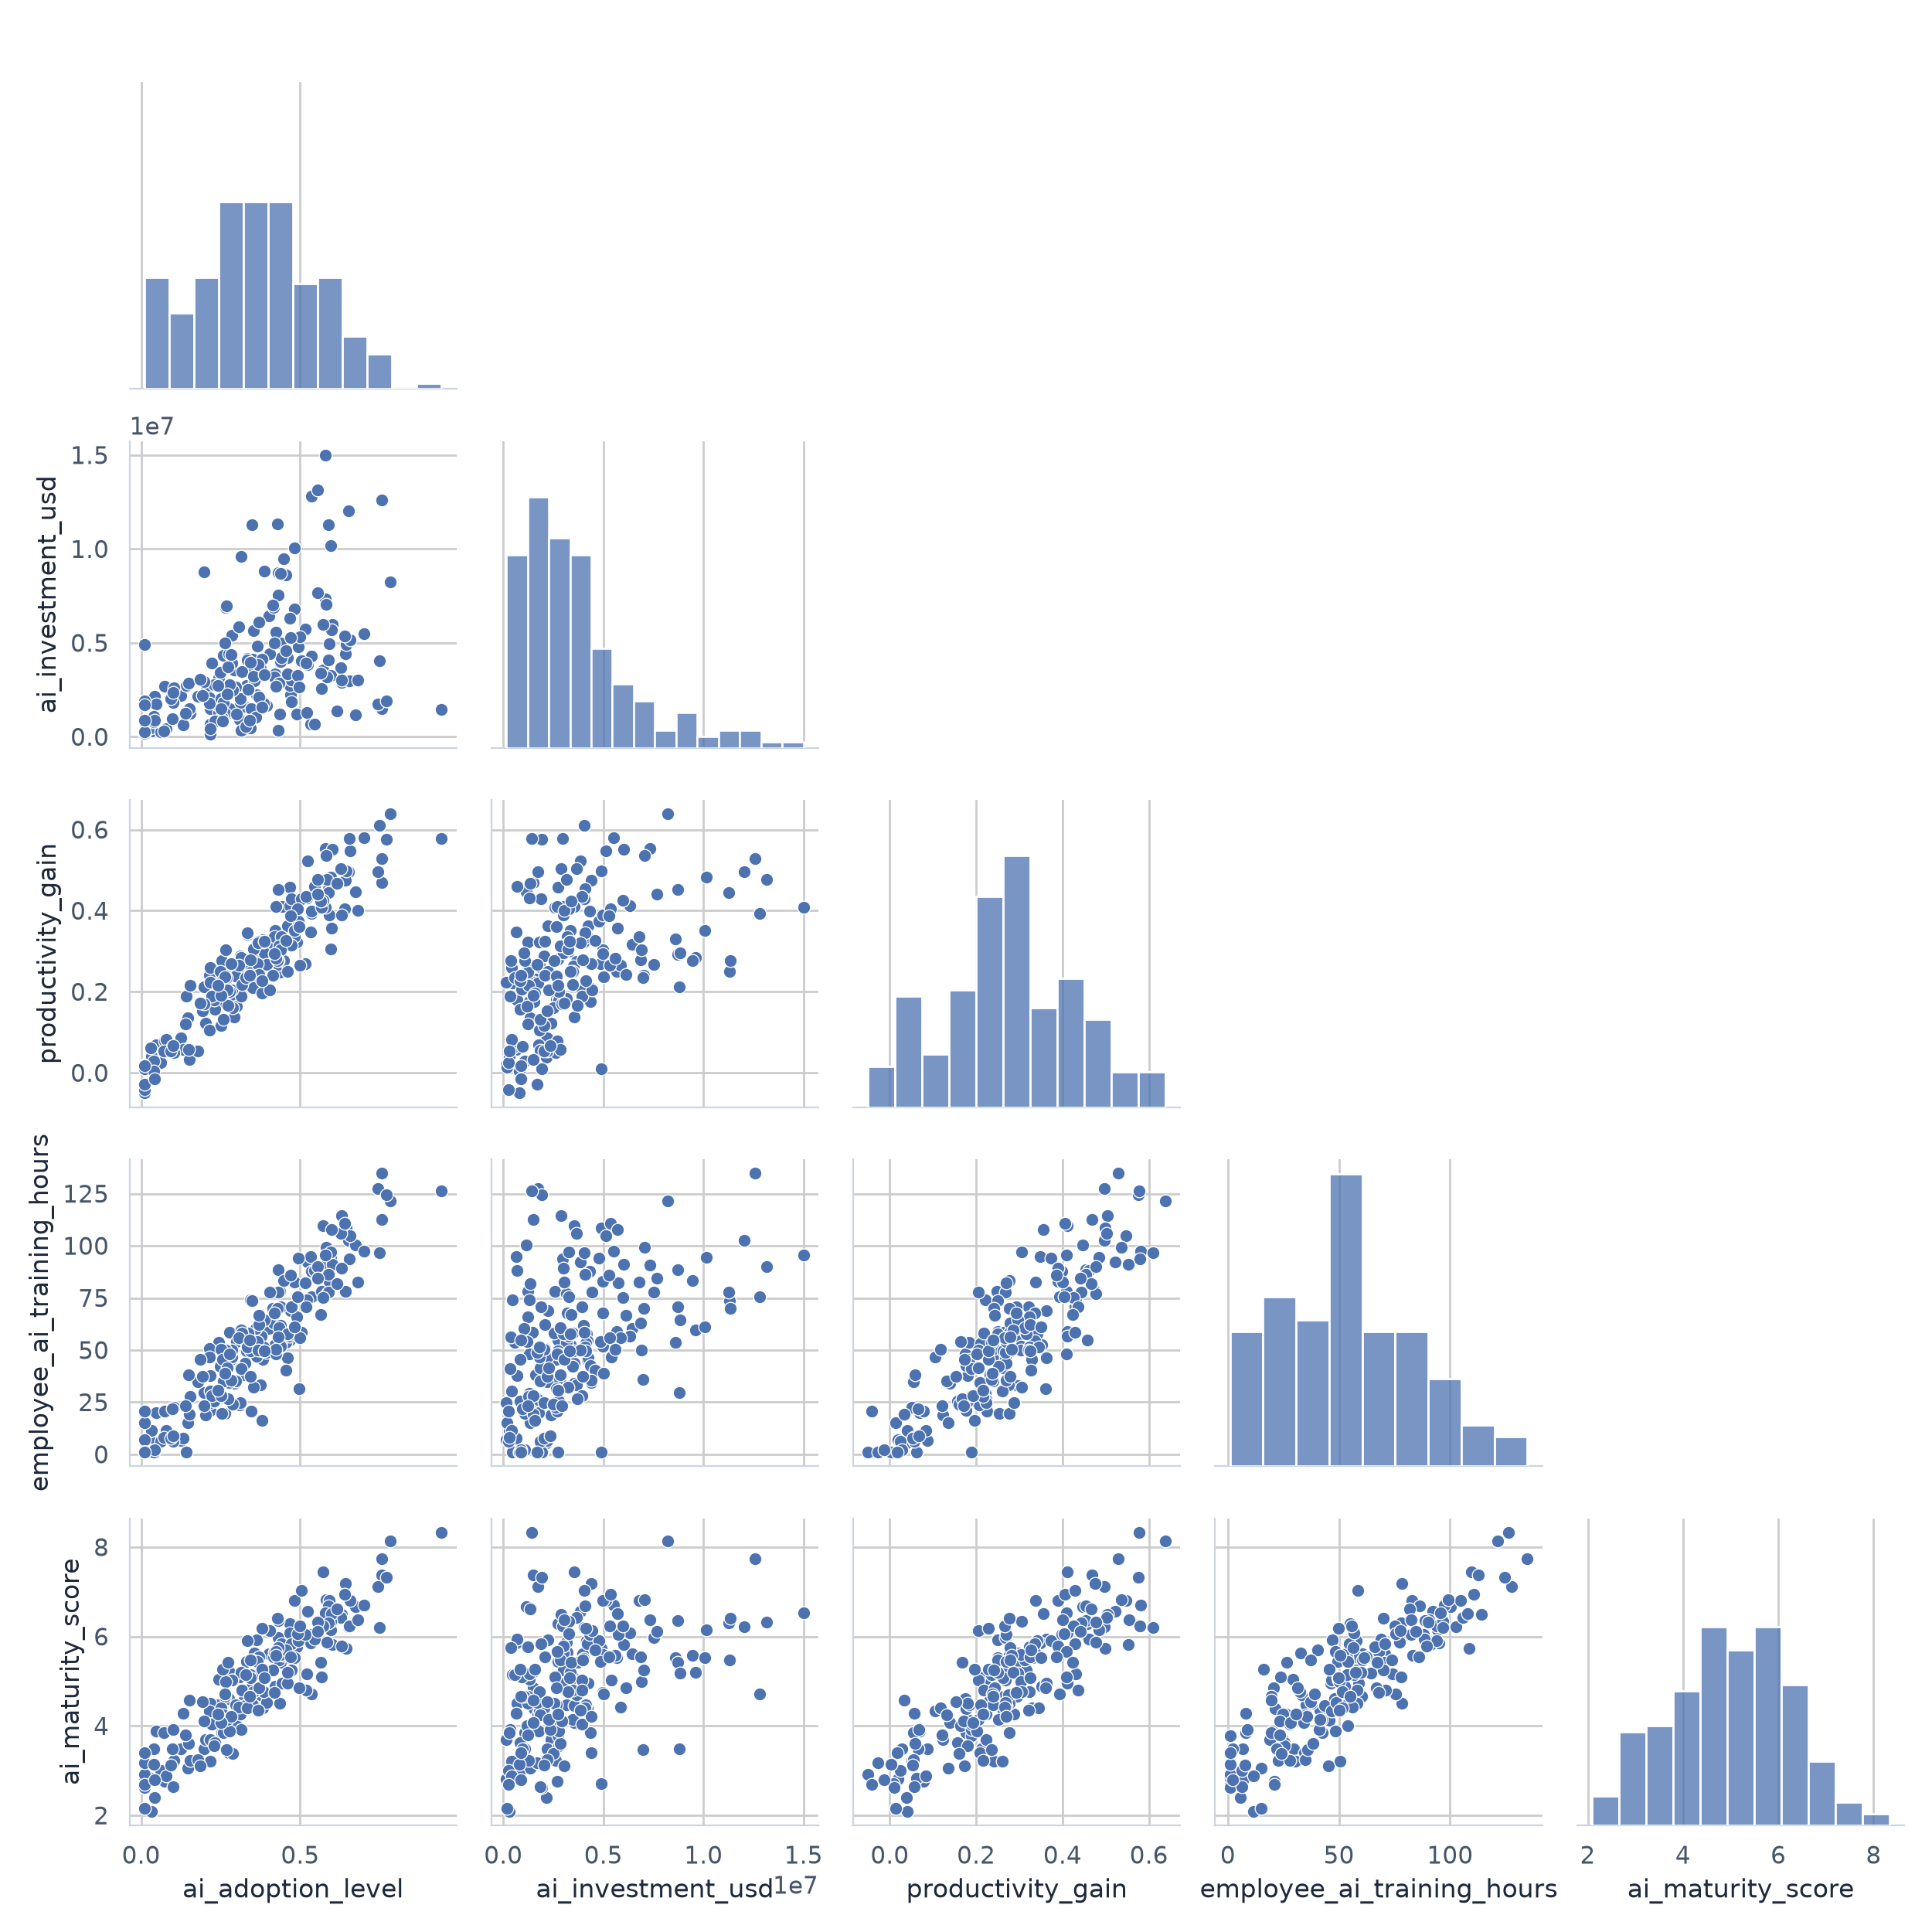 1e7
1.5
1.0
0.5
0.0
ai_investment_usd
0.6
0.4
0.2
0.0
productivity_gain
125
100
75
50
25
0
employee_ai_training_hours
8
6
4
2
ai_maturity_score
0.0 0.5 0.0 0.5 1.0 1.5 0.0 0.2 0.4 0.6 0 50 100 2 4 6 8
1e7
ai_adoption_level ai_investment_usd productivity_gain employee_ai_training_hours ai_maturity_score